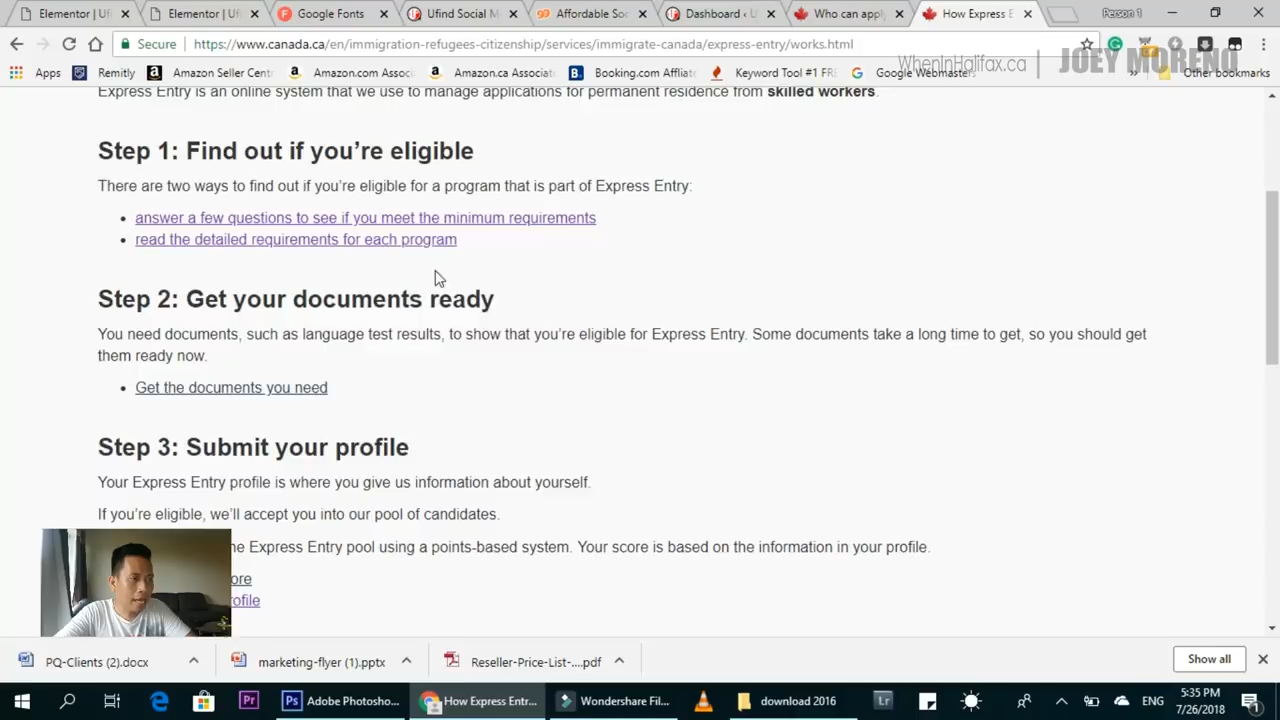 Elementor | Ufi
Elementor | Ufi
Google Fonts
Ufind Social M
Affordable Soc
Dashboard ‹ U
Who can appl
How Express E
Person 1
Secure
https://www.canada.ca/en/immigration-refugees-citizenship/services/immigrate-canada/express-entry/works.html
WhenInHalifax.ca | JOEY MORENO
Apps
Remitly
Amazon Seller Cent
Amazon.com Assoc
Amazon.ca Associate
Booking.com Affilia
Keyword Tool #1 FR
Google Webmaster
Other bookmarks
Express Entry is an online system that we use to manage applications for permanent residence from skilled workers.
Step 1: Find out if you’re eligible
There are two ways to find out if you’re eligible for a program that is part of Express Entry:
• answer a few questions to see if you meet the minimum requirements
• read the detailed requirements for each program
Step 2: Get your documents ready
You need documents, such as language test results, to show that you’re eligible for Express Entry. Some documents take a long time to get, so you should get
them ready now.
• Get the documents you need
Step 3: Submit your profile
Your Express Entry profile is where you give us information about yourself.
If you’re eligible, we’ll accept you into our pool of candidates.
he Express Entry pool using a points-based system. Your score is based on the information in your profile.
ore
rofile
PQ-Clients (2).docx
marketing-flyer (1).pptx
Reseller-Price-List-....pdf
Show all
Adobe Photosho...
How Express Entr...
Wondershare Fil...
download 2016
ENG
5:35 PM
7/26/2018